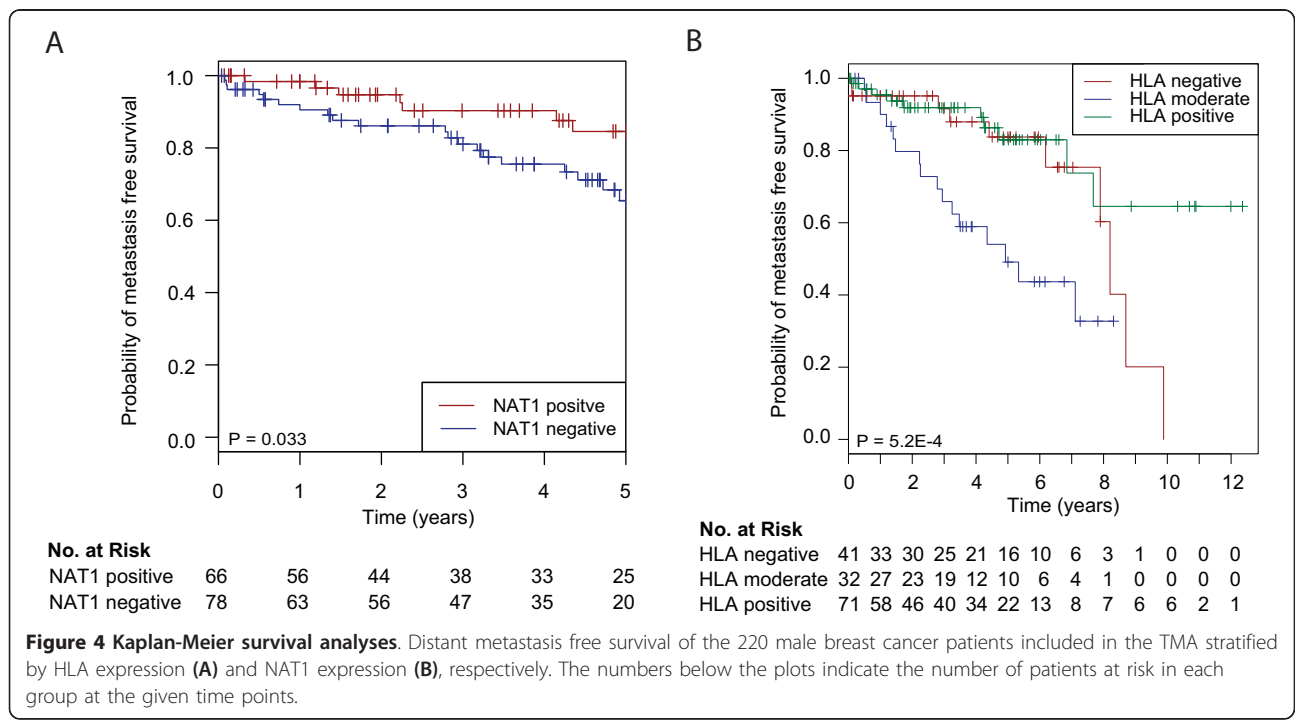 A
Probability of metastasis free survival
1.0
0.8
0.6
0.4
0.2
0.0
P = 0.033
NAT1 positve
NAT1 negative
0 1 2 3 4 5
Time (years)
No. at Risk
NAT1 positive 66 56 44 38 33 25
NAT1 negative 78 63 56 47 35 20
B
Probability of metastasis free survival
1.0
0.8
0.6
0.4
0.2
0.0
HLA negative
HLA moderate
HLA positive
P = 5.2E-4
0 2 4 6 8 10 12
Time (years)
No. at Risk
HLA negative 41 33 30 25 21 16 10 6 3 1 0 0 0
HLA moderate 32 27 23 19 12 10 6 4 1 0 0 0 0
HLA positive 71 58 46 40 34 22 13 8 7 6 6 2 1
Figure 4 Kaplan-Meier survival analyses. Distant metastasis free survival of the 220 male breast cancer patients included in the TMA stratified
by HLA expression (A) and NAT1 expression (B), respectively. The numbers below the plots indicate the number of patients at risk in each
group at the given time points.